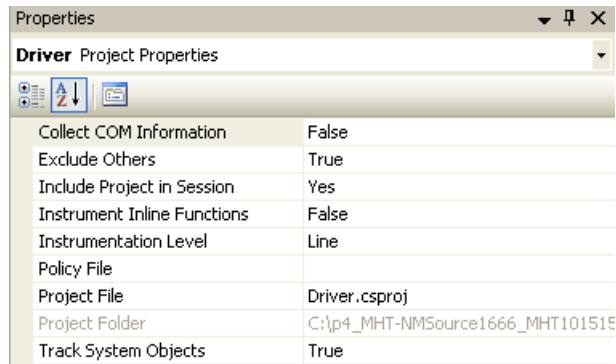 Properties
Driver Project Properties
Collect COM Information False
Exclude Others True
Include Project in Session Yes
Instrument Inline Functions False
Instrumentation Level Line
Policy File
Project File Driver.csproj
Project Folder C:\p4_MHT-NMSource1666_MHT101515
Track System Objects True